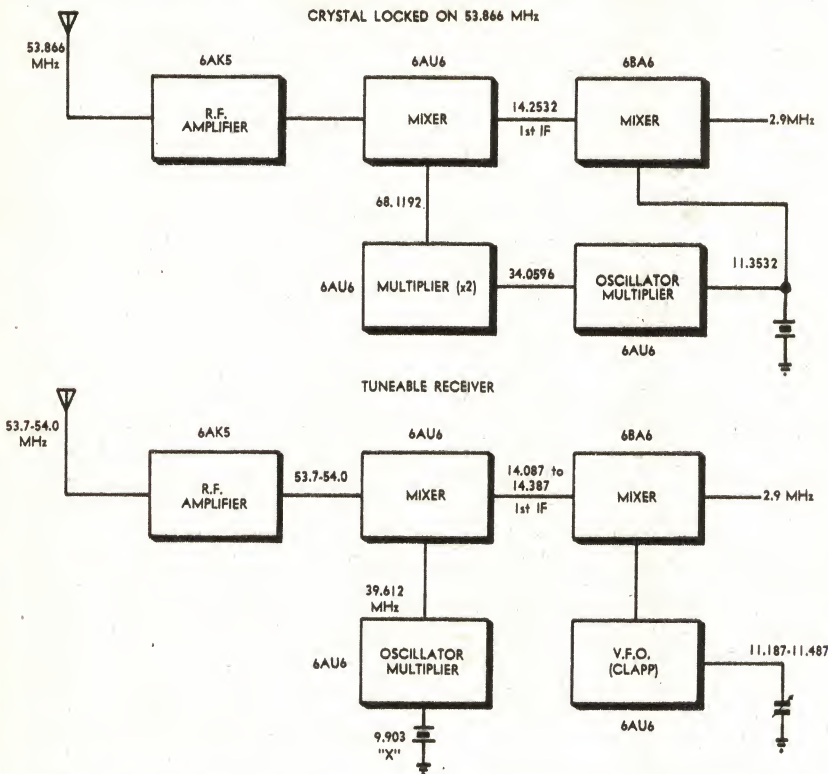 CRYSTAL LOCKED ON 53.866 MHz
53.866
MHz
6AK5
R.F.
AMPLIFIER
6AU6
MIXER
14.2532
1st IF
6BA6
MIXER
2.9MHz
68.1192
6AU6
MULTIPLIER (x2)
34.0596
OSCILLATOR
MULTIPLIER
6AU6
11.3532
TUNEABLE RECEIVER
53.7-54.0
MHz
6AK5
R.F.
AMPLIFIER
53.7-54.0
6AU6
MIXER
14.087 to
14.387
1st IF
6BA6
MIXER
2.9 MHz
39.612
MHz
6AU6
OSCILLATOR
MULTIPLIER
9.903
"X"
V.F.O.
(CLAPP)
6AU6
11.187-11.487